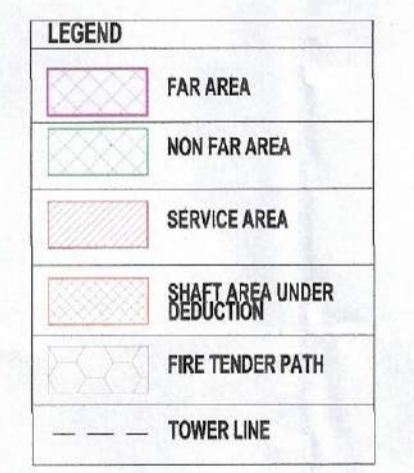 LEGEND
FAR AREA
NON FAR AREA
SERVICE AREA
SHAFT AREA UNDER
DEDUCTION
FIRE TENDER PATH
TOWER LINE